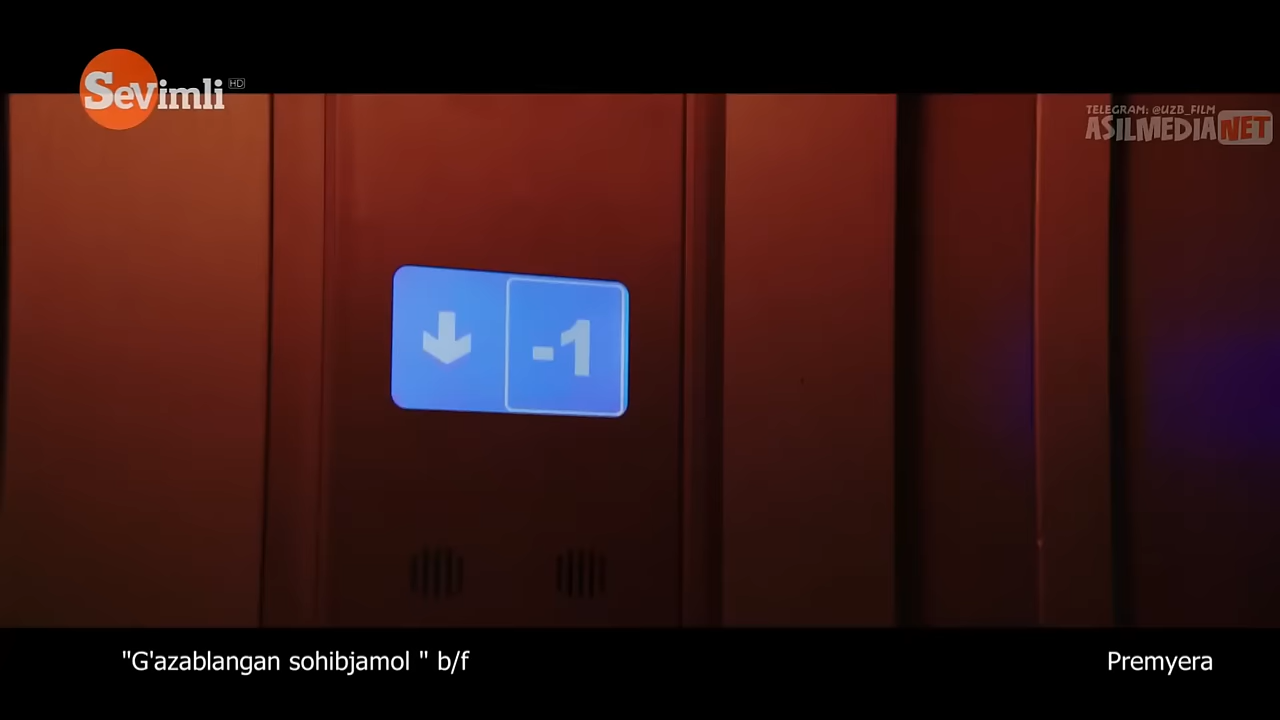 Sevimli HD
TELEGRAM: @UZB_FILM
ASILMEDIA NET
-1
"G'azablangan sohibjamol " b/f
Premyera